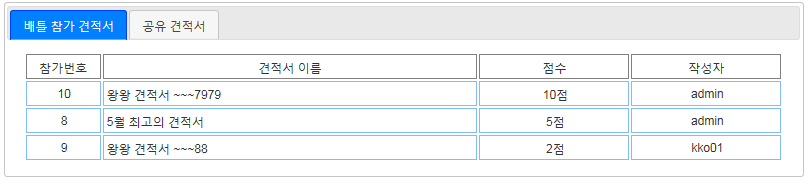 배틀 참가 견적서 공유 견적서
참가번호 견적서 이름 점수 작성자
10 왕왕 견적서 ~~~7979 10점 admin
8 5월 최고의 견적서 5점 admin
9 왕왕 견적서 ~~~88 2점 kko01